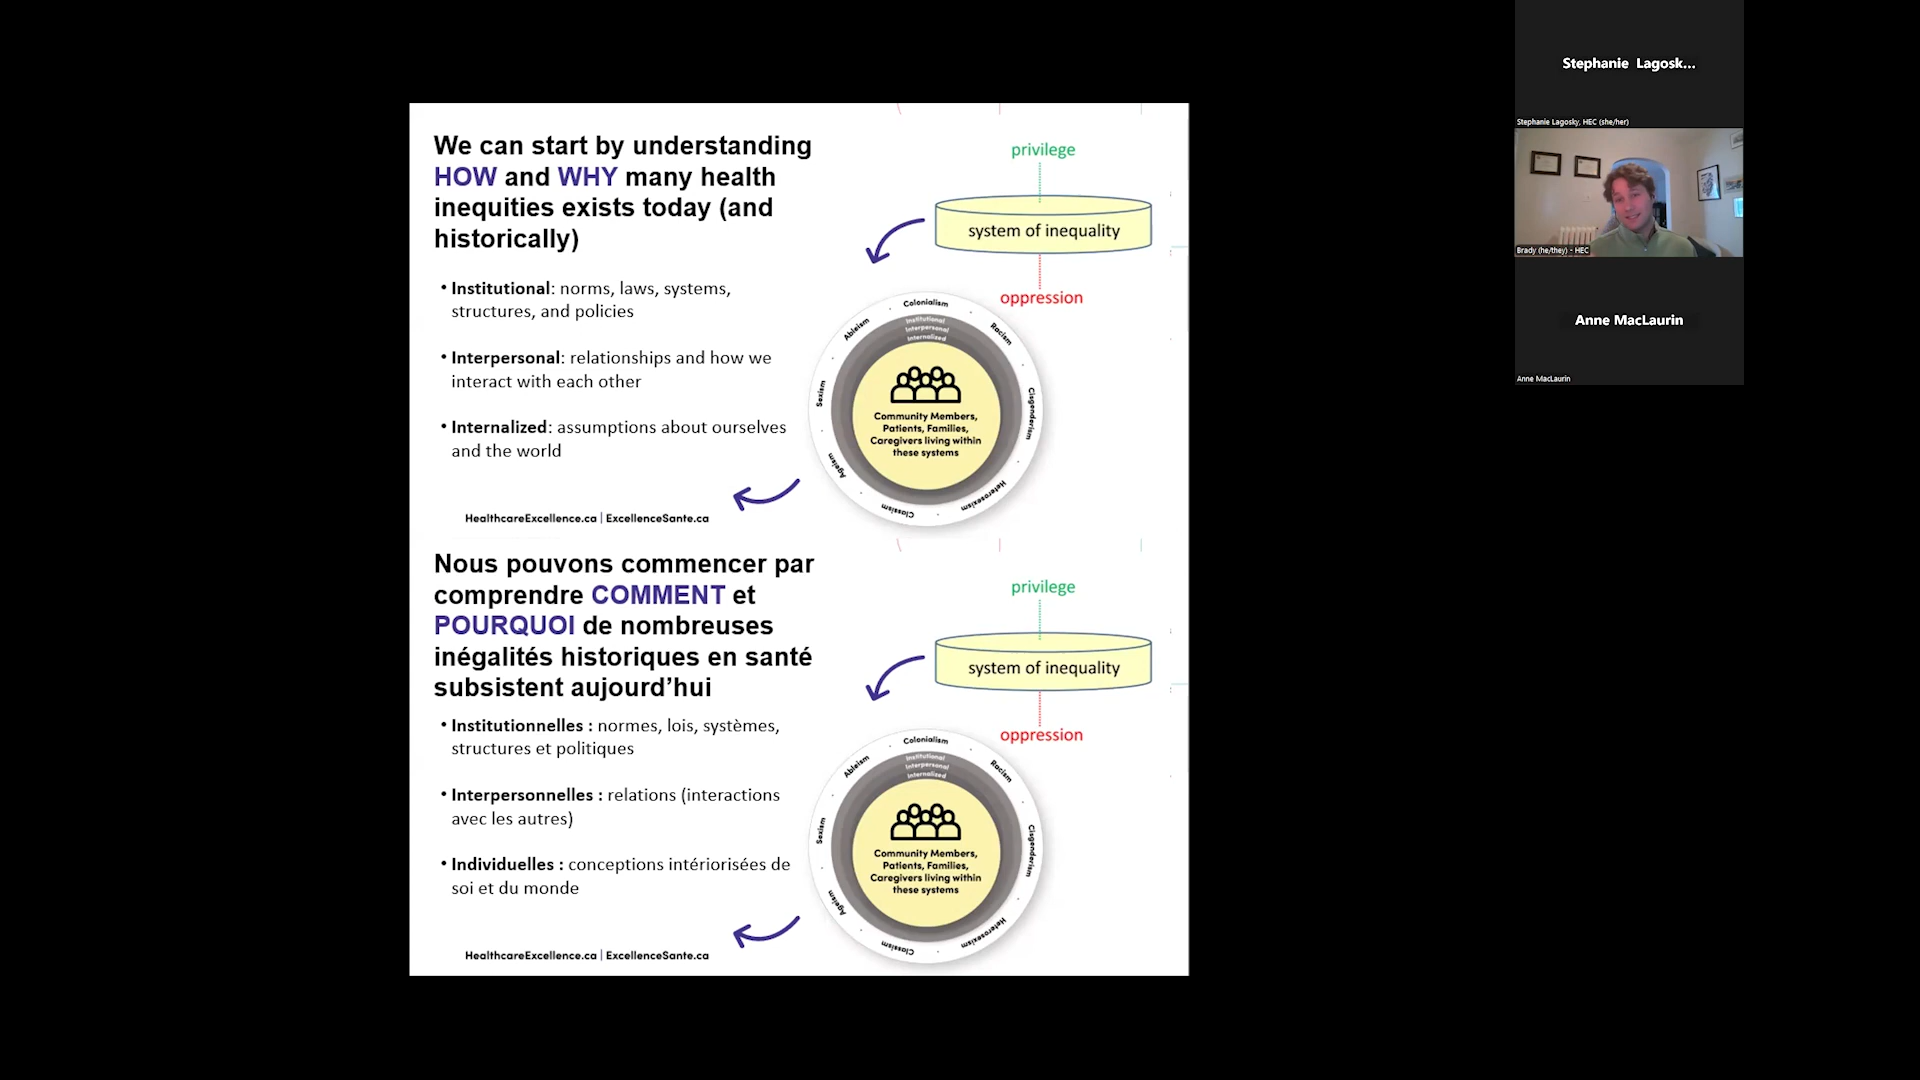 We can start by understanding
HOW and WHY many health
inequities exists today (and
historically)
• Institutional: norms, laws, systems,
structures, and policies
• Interpersonal: relationships and how we
interact with each other
• Internalized: assumptions about ourselves
and the world
HealthcareExcellence.ca | ExcellenceSante.ca
privilege
system of inequality
oppression
Colonialism
Racism
Cisgenderism
Heterosexism
Classism
Ageism
Sexism
Ableism
Institutional
Interpersonal
Internalized
Community Members,
Patients, Families,
Caregivers living within
these systems
Nous pouvons commencer par
comprendre COMMENT et
POURQUOI de nombreuses
inégalités historiques en santé
subsistent aujourd’hui
• Institutionnelles : normes, lois, systèmes,
structures et politiques
• Interpersonnelles : relations (interactions
avec les autres)
• Individuelles : conceptions intériorisées de
soi et du monde
HealthcareExcellence.ca | ExcellenceSante.ca
privilege
system of inequality
oppression
Colonialism
Racism
Cisgenderism
Heterosexism
Classism
Ageism
Sexism
Ableism
Institutional
Interpersonal
Internalized
Community Members,
Patients, Families,
Caregivers living within
these systems
Stephanie Lagosk...
Stephanie Lagosky, HEC (she/her)
Brady (he/they) - HEC
Anne MacLaurin
Anne MacLaurin